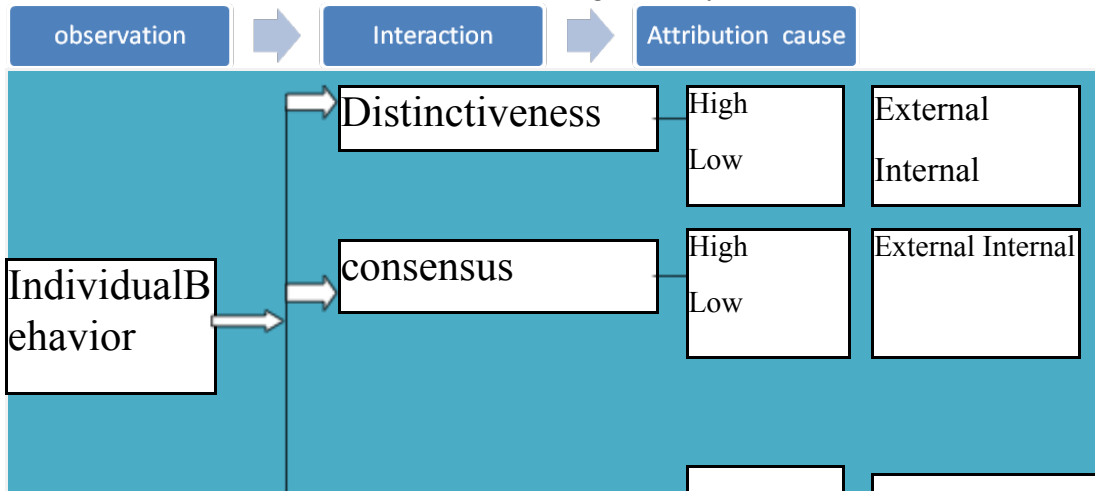 observation
Interaction
Attribution cause
Distinctiveness
High
Low
External
Internal
consensus
High
Low
External Internal
IndividualB
ehavior